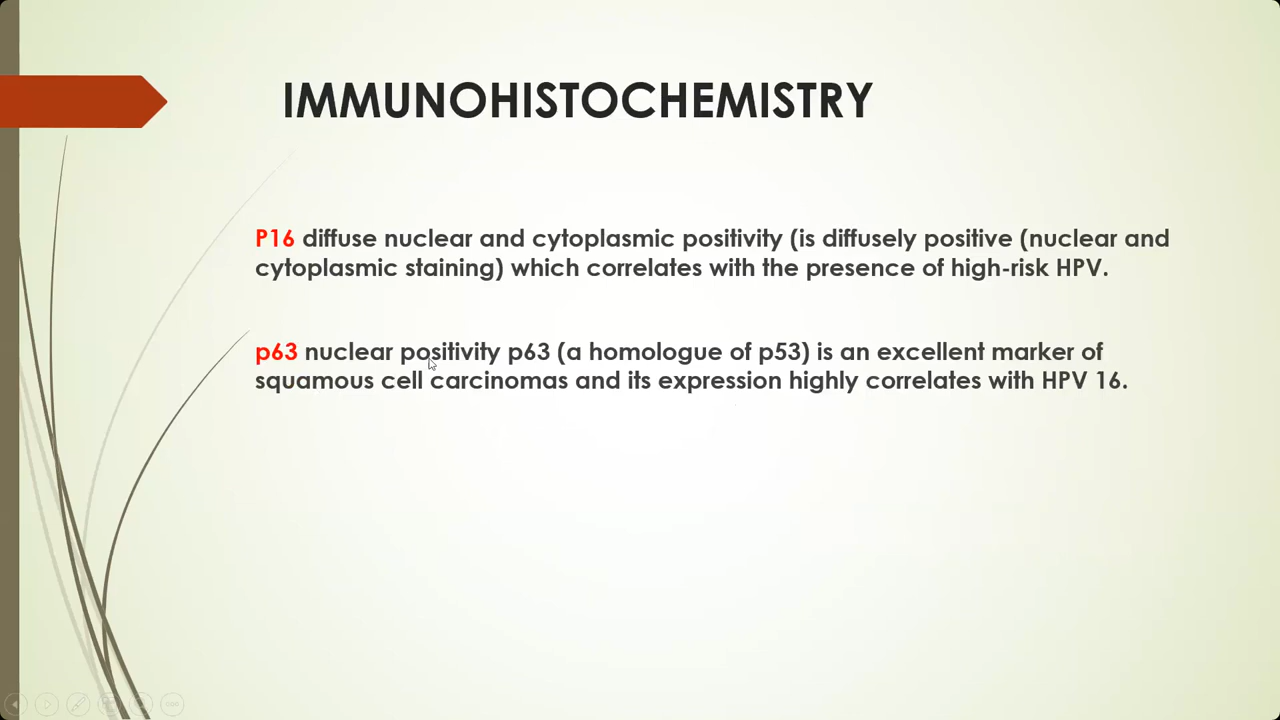 IMMUNOHISTOCHEMISTRY
P16 diffuse nuclear and cytoplasmic positivity (is diffusely positive (nuclear and
cytoplasmic staining) which correlates with the presence of high-risk HPV.
p63 nuclear positivity p63 (a homologue of p53) is an excellent marker of
squamous cell carcinomas and its expression highly correlates with HPV 16.